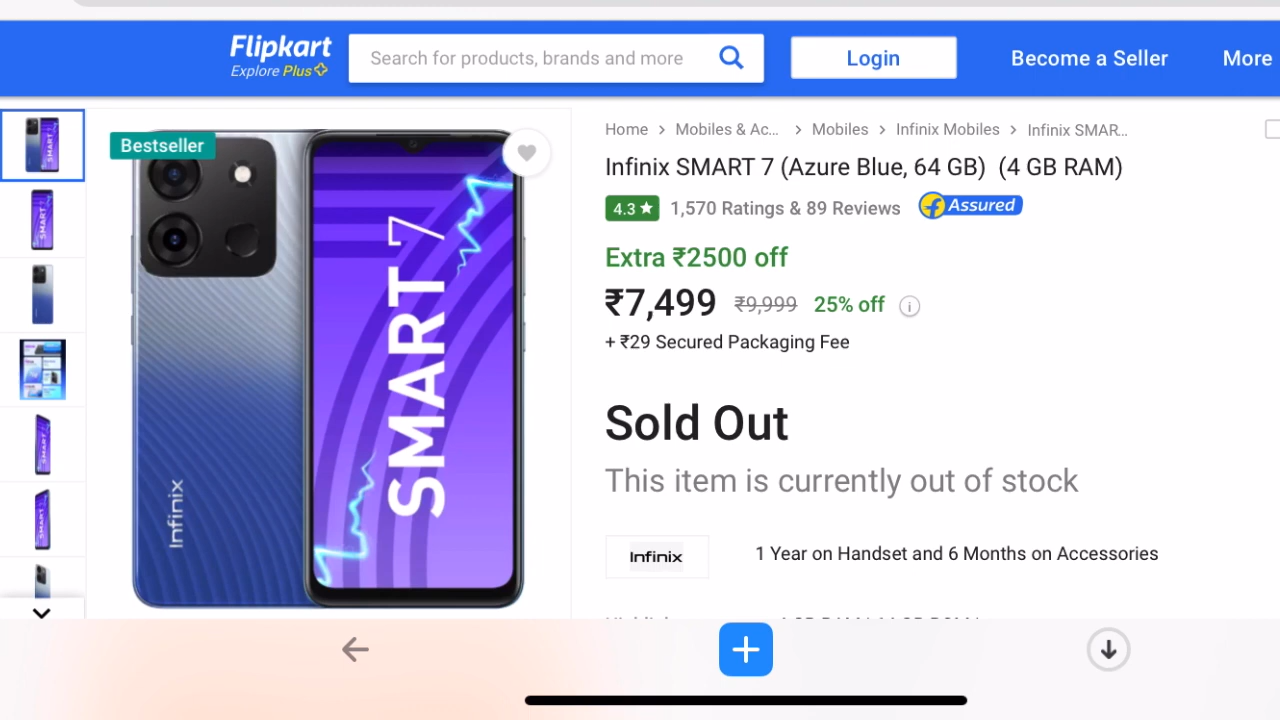 Flipkart
Explore Plus
Search for products, brands and more
Login
Become a Seller
More
Bestseller
Infinix
SMART 7
Home > Mobiles & Ac... > Mobiles > Infinix Mobiles > Infinix SMAR...
Infinix SMART 7 (Azure Blue, 64 GB) (4 GB RAM)
4.3★ 1,570 Ratings & 89 Reviews f Assured
Extra ₹2500 off
₹7,499 ₹9,999 25% off i
+ ₹29 Secured Packaging Fee
Sold Out
This item is currently out of stock
Infinix
1 Year on Handset and 6 Months on Accessories